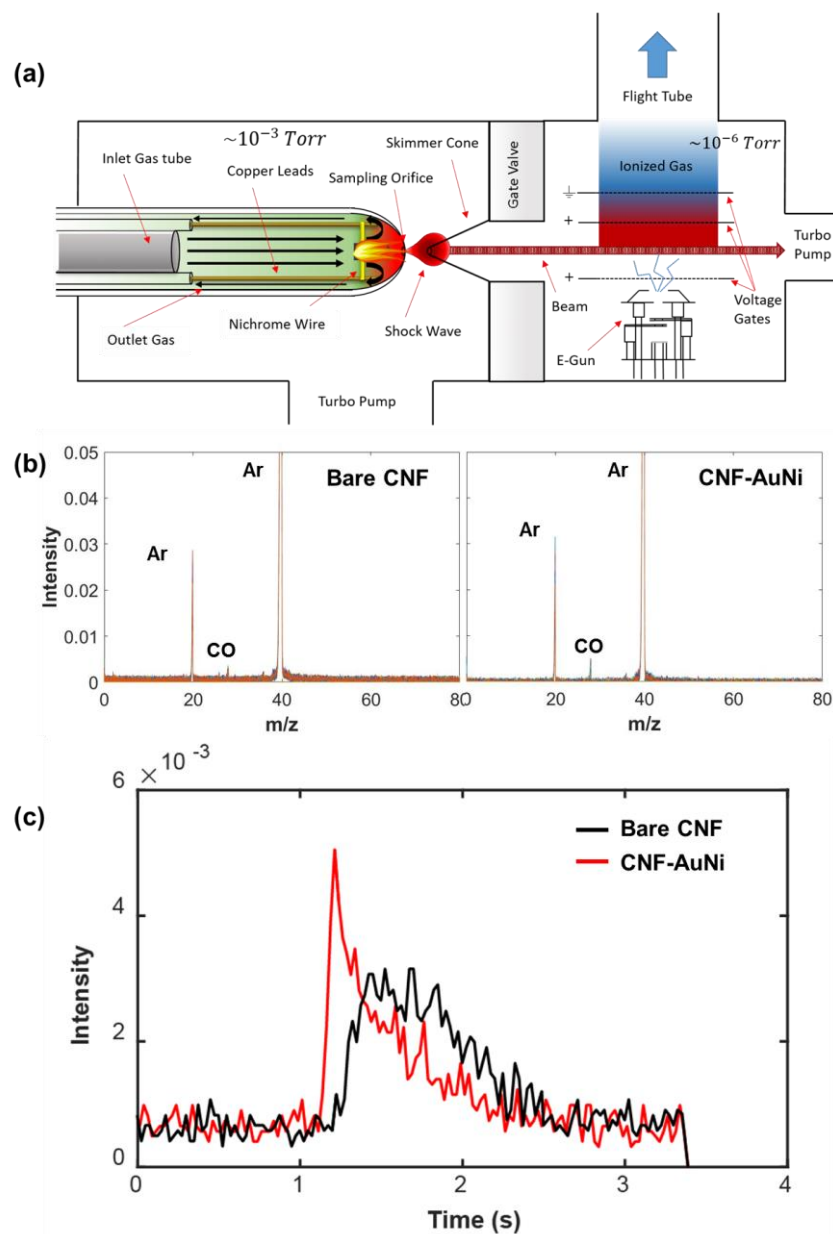 (a)
Flight Tube
~10⁻³ Torr
Skimmer Cone
~10⁻⁶ Torr
Inlet Gas tube
Copper Leads
Sampling Orifice
Gate Valve
Ionized Gas
+
+
Turbo
Pump
Outlet Gas
Nichrome Wire
Shock Wave
Beam
E-Gun
Voltage
Gates
Turbo Pump
(b)
0.05
0.04
0.03
0.02
0.01
0
Intensity
Ar
Bare CNF
Ar
CO
0
20
40
60
80
m/z
Ar
CNF-AuNi
Ar
CO
20
40
60
80
m/z
(c)
6 × 10 -3
4
2
0
Intensity
Bare CNF
CNF-AuNi
0
1
2
3
4
Time (s)